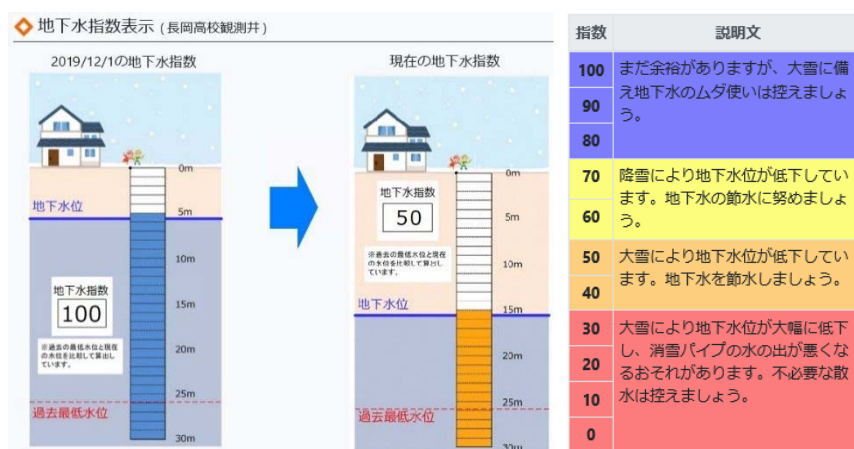 地下水指数表示（長岡高校観測井）
2019/12/1の地下水指数
0m
地下水位
5m
10m
地下水指数
100
15m
※過去の最低水位と現在
の水位を比較して算出し
ています。
20m
25m
過去最低水位
30m
現在の地下水指数
0m
地下水指数
50
5m
※過去の最低水位と現在
の水位を比較して算出し
ています。
10m
地下水位
15m
20m
25m
過去最低水位
30m
指数 説明文
100 まだ余裕がありますが、大雪に備
90 え地下水のムダ使いは控えましょ
う。
80
70 降雪により地下水位が低下してい
ます。地下水の節水に努めましょ
60 う。
50 大雪により地下水位が低下してい
ます。地下水を節水しましょう。
40
30 大雪により地下水位が大幅に低下
し、消雪パイプの水の出が悪くな
20 るおそれがあります。不必要な散
10 水は控えましょう。
0